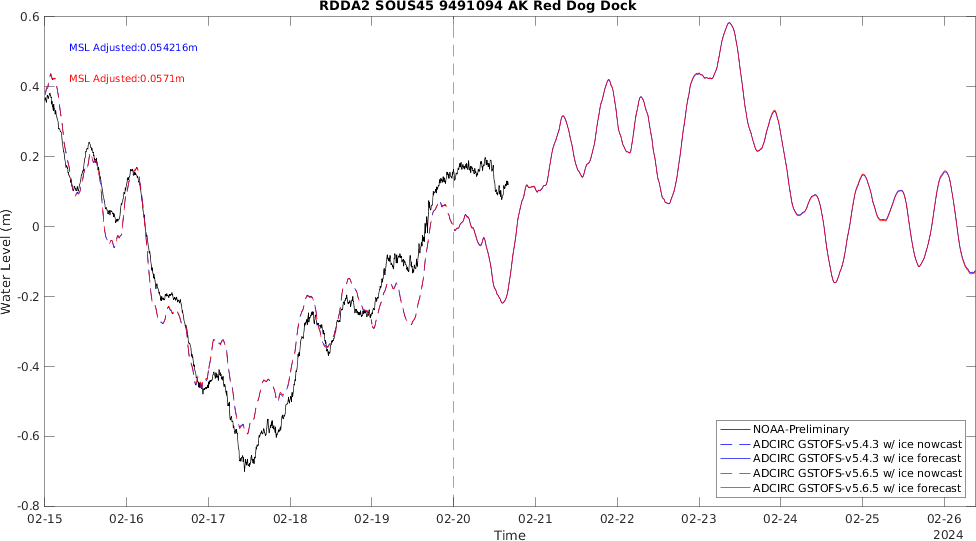 RDDA2 SOUS45 9491094 AK Red Dog Dock
MSL Adjusted:0.054216m
MSL Adjusted:0.0571m
Water Level (m)
0.6
0.4
0.2
0
-0.2
-0.4
-0.6
-0.8
NOAA-Preliminary
ADCIRC GSTOFS-v5.4.3 w/ ice nowcast
ADCIRC GSTOFS-v5.4.3 w/ ice forecast
ADCIRC GSTOFS-v5.6.5 w/ ice nowcast
ADCIRC GSTOFS-v5.6.5 w/ ice forecast
02-15 02-16 02-17 02-18 02-19 02-20 02-21 02-22 02-23 02-24 02-25 02-26
Time
2024